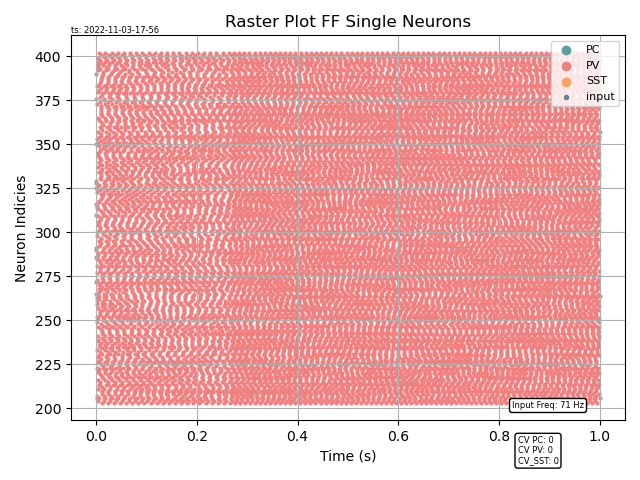 Raster Plot FF Single Neurons
ts: 2022-11-03-17-56
PC
PV
SST
input
400
375
350
325
300
275
250
225
200
Neuron Indicies
Input Freq: 71 Hz
0.0 0.2 0.4 0.6 0.8 1.0
Time (s)
CV PC: 0
CV PV: 0
CV_SST: 0